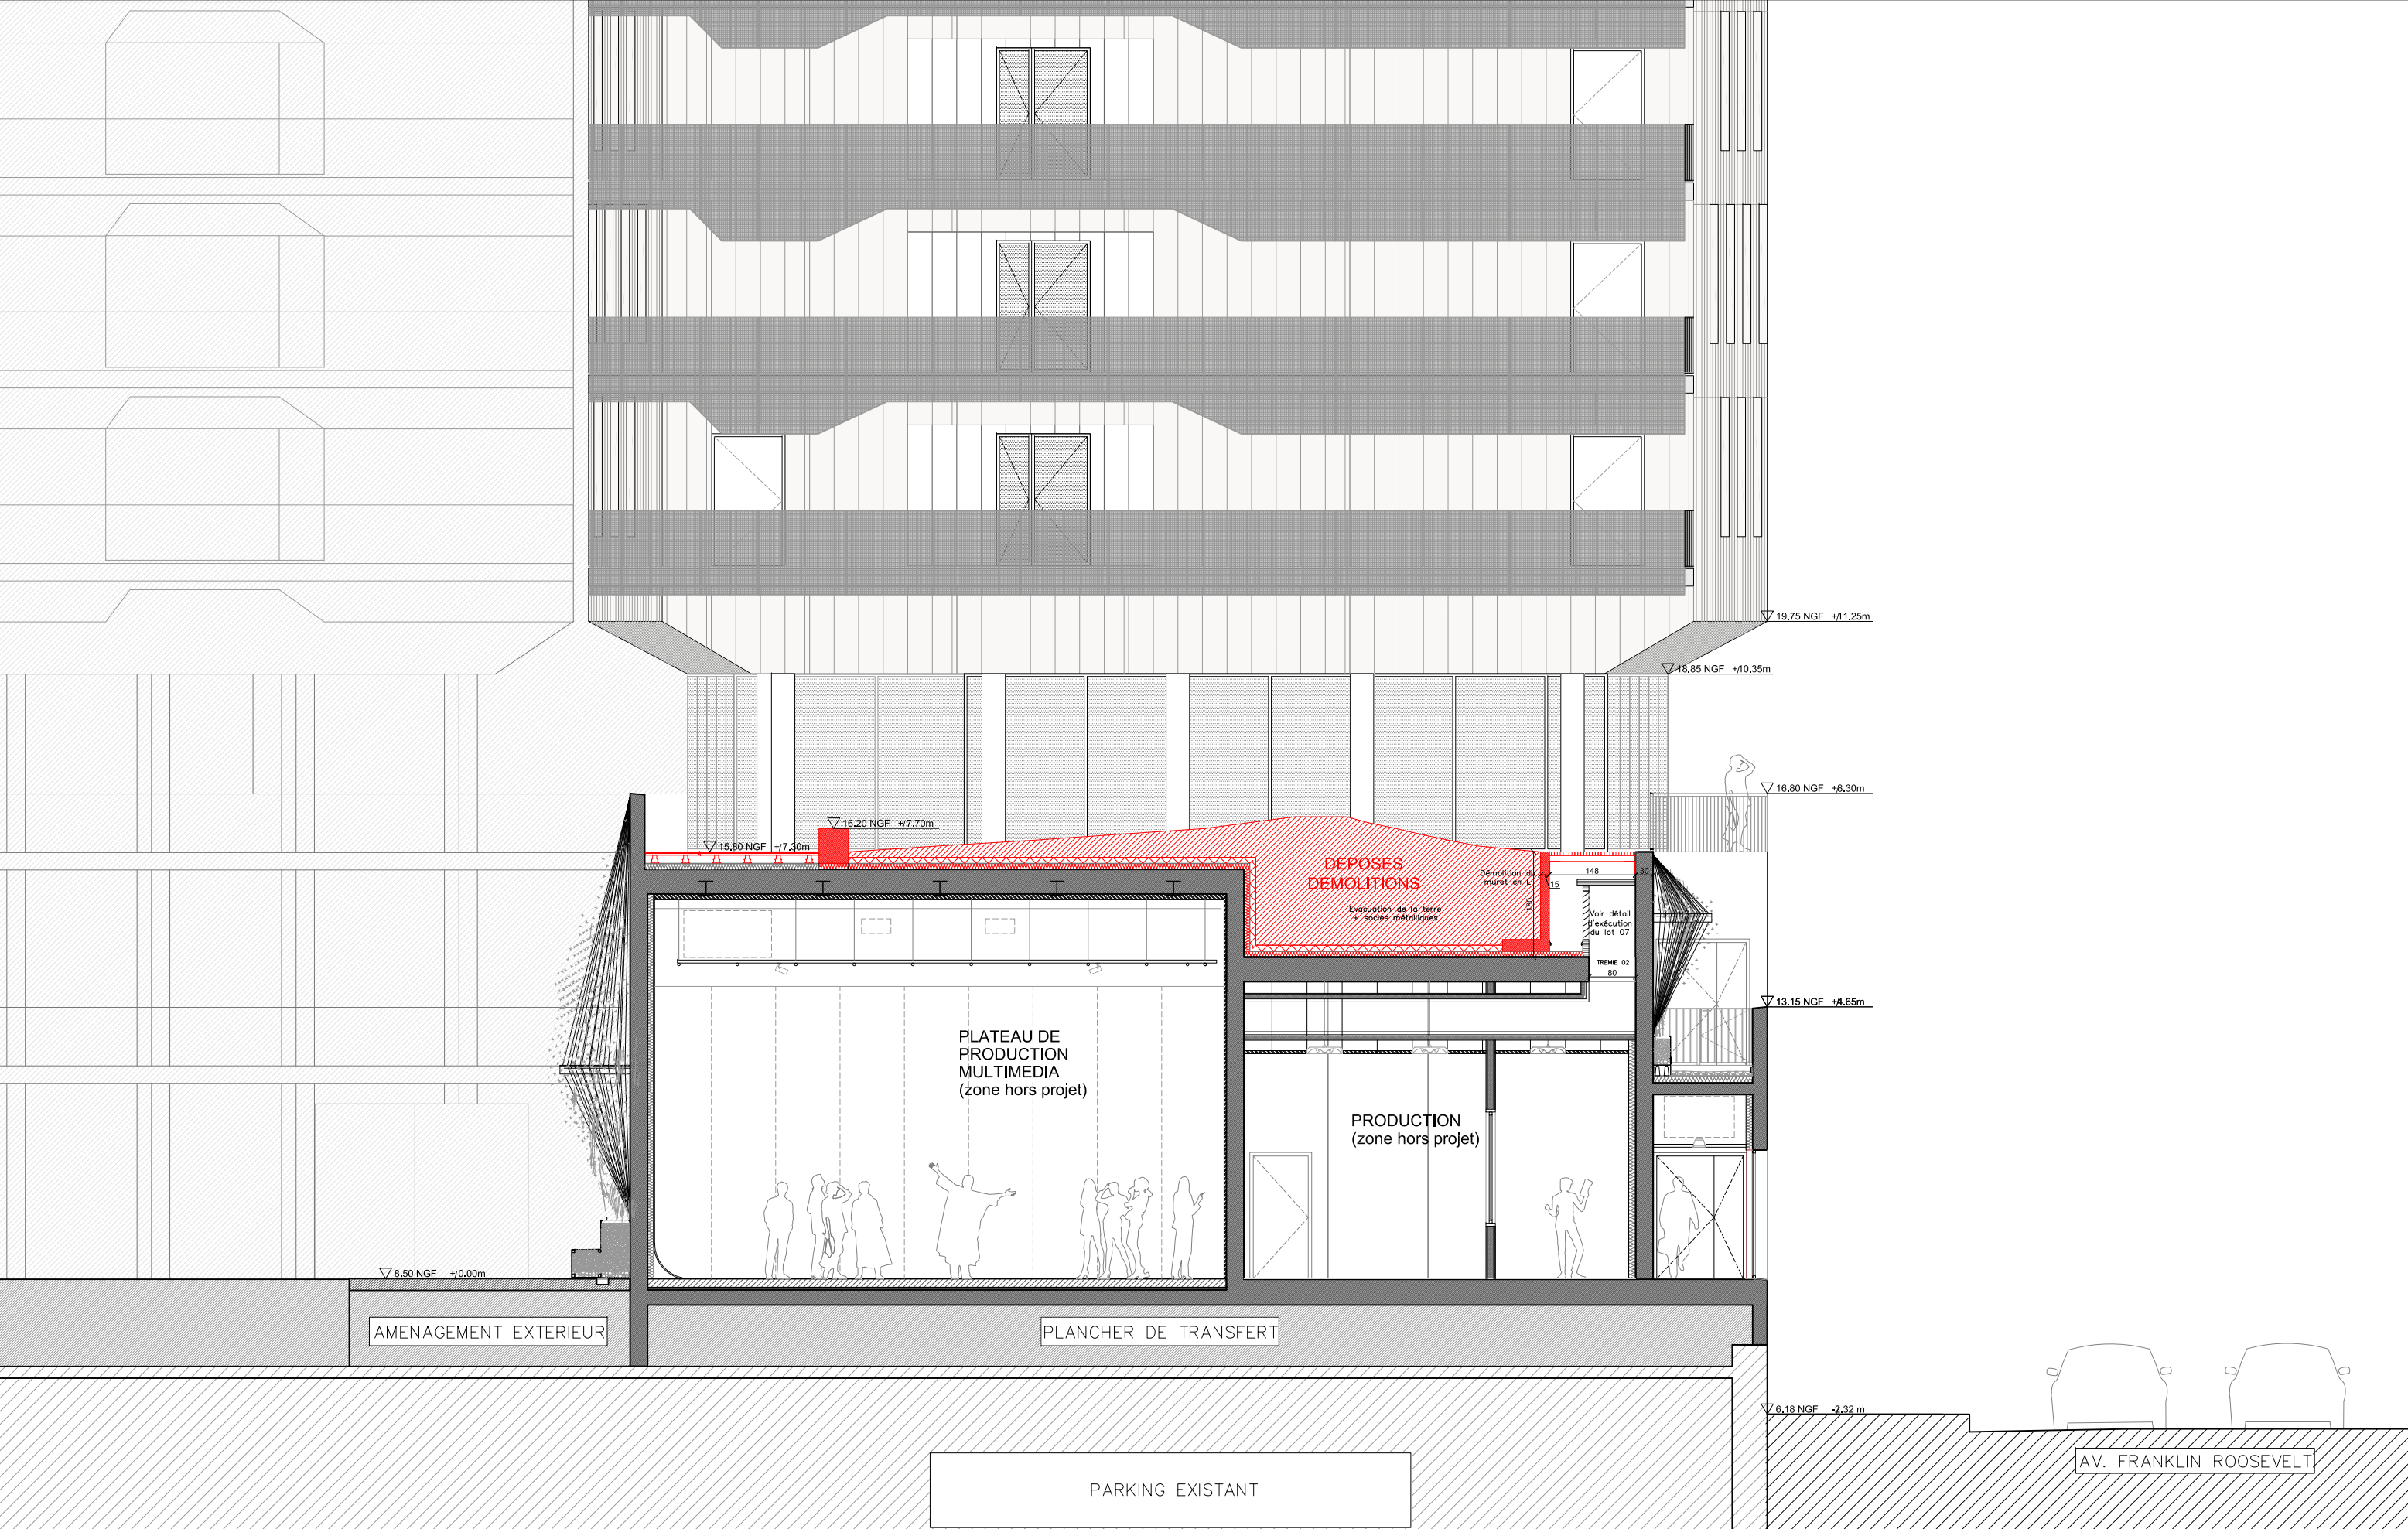 19.75 NGF +/11.25m
18.85 NGF +/10.35m
16.80 NGF +/8.30m
16.20 NGF +/7.70m
15.80 NGF +/7.30m
DEPOSES
DEMOLITIONS
Démolition du
muret en L
148
30
15
180
Evacuation de la terre
+ socles métalliques
Voir détail
d'exécution
du lot 07
TREMIE 02
80
13.15 NGF +/4.65m
PLATEAU DE
PRODUCTION
MULTIMEDIA
(zone hors projet)
PRODUCTION
(zone hors projet)
8.50 NGF +/0.00m
AMENAGEMENT EXTERIEUR
PLANCHER DE TRANSFERT
6.18 NGF -2.32 m
AV. FRANKLIN ROOSEVELT
PARKING EXISTANT